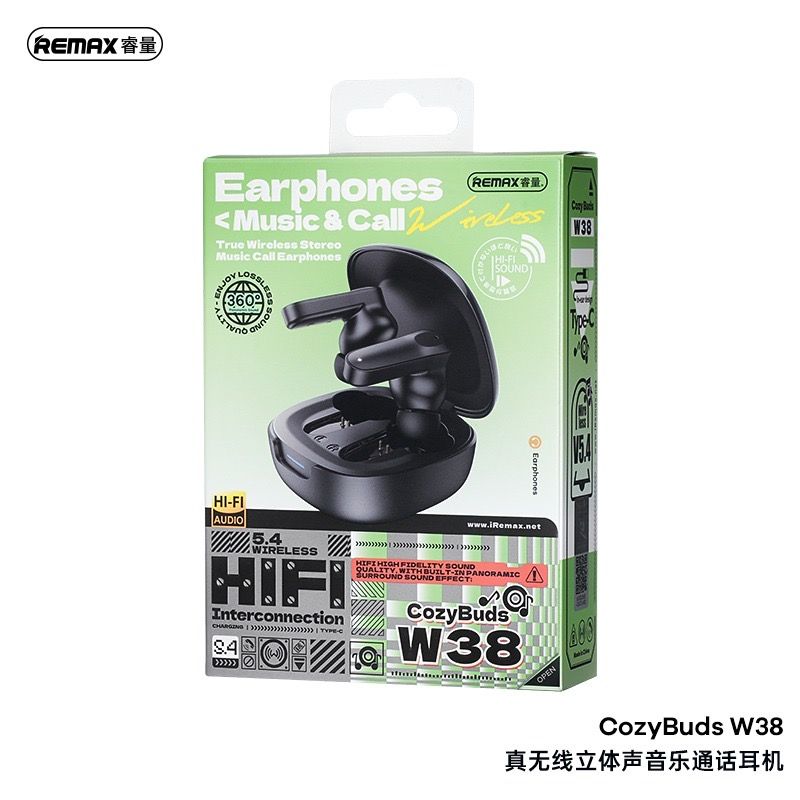 REMAX 睿量
Earphones
REMAX 睿量
<Music & Call
Wireless
True Wireless Stereo
Music Call Earphones
ENJOY LOSSLESS SOUND QUALITY
360°
HI-FI
SOUND
Earphones
www.iRemax.net
HI-FI
AUDIO
5.4
WIRELESS
HIFI
Interconnection
CHARGING
TYPE-C
HIFI HIGH FIDELITY SOUND
QUALITY, WITH BUILT-IN PANORAMIC
SURROUND SOUND EFFECT:
CozyBuds
W38
OPEN
CozyBuds
W38
Type-C
Wire
less
V5.4
CozyBuds W38
真无线立体声音乐通话耳机